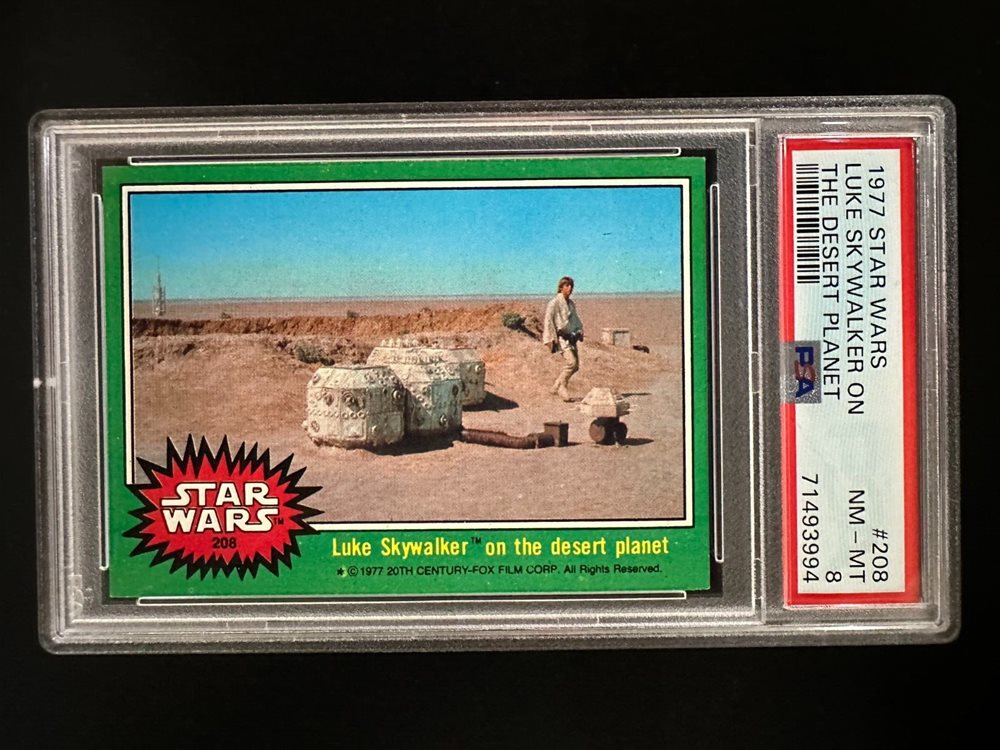 STAR
WARS™
208
Luke Skywalker™ on the desert planet
★ © 1977 20TH CENTURY-FOX FILM CORP. All Rights Reserved.
1977 STAR WARS #208
LUKE SKYWALKER ON NM - MT
THE DESERT PLANET 8
PSA
71493994